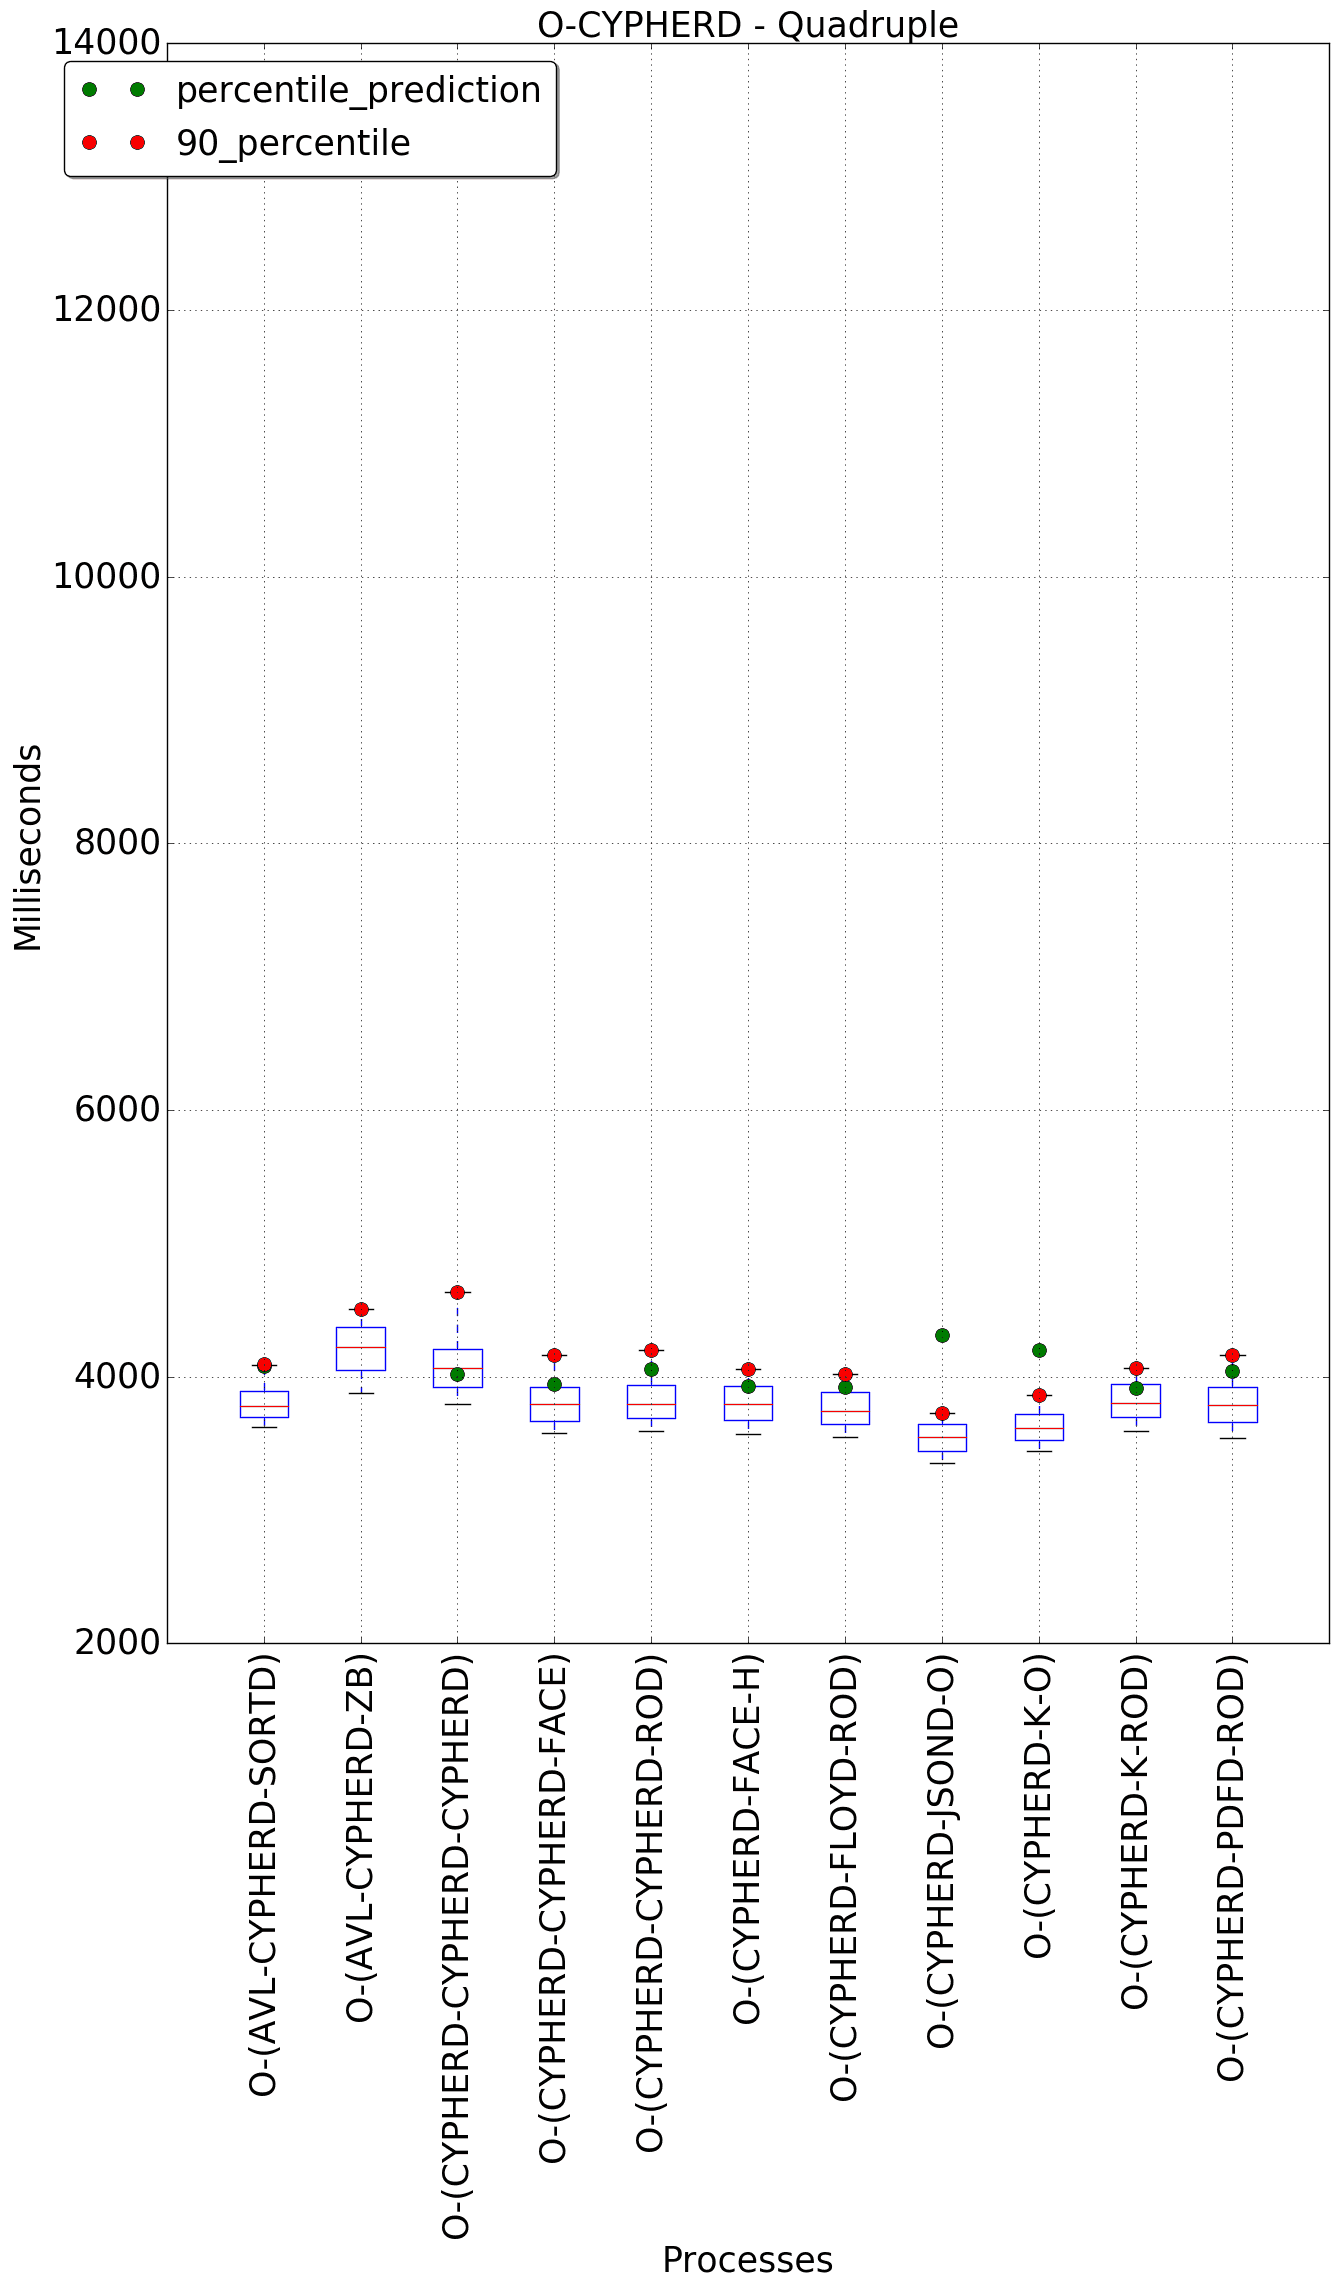 O-CYPHERD - Quadruple
percentile_prediction
90_percentile
14000
12000
10000
8000
6000
4000
2000
Milliseconds
O-(AVL-CYPHERD-SORTD)
O-(AVL-CYPHERD-ZB)
O-(CYPHERD-CYPHERD-CYPHERD)
O-(CYPHERD-CYPHERD-FACE)
O-(CYPHERD-CYPHERD-ROD)
O-(CYPHERD-FACE-H)
O-(CYPHERD-FLOYD-ROD)
O-(CYPHERD-JSOND-O)
O-(CYPHERD-K-O)
O-(CYPHERD-K-ROD)
O-(CYPHERD-PDFD-ROD)
Processes